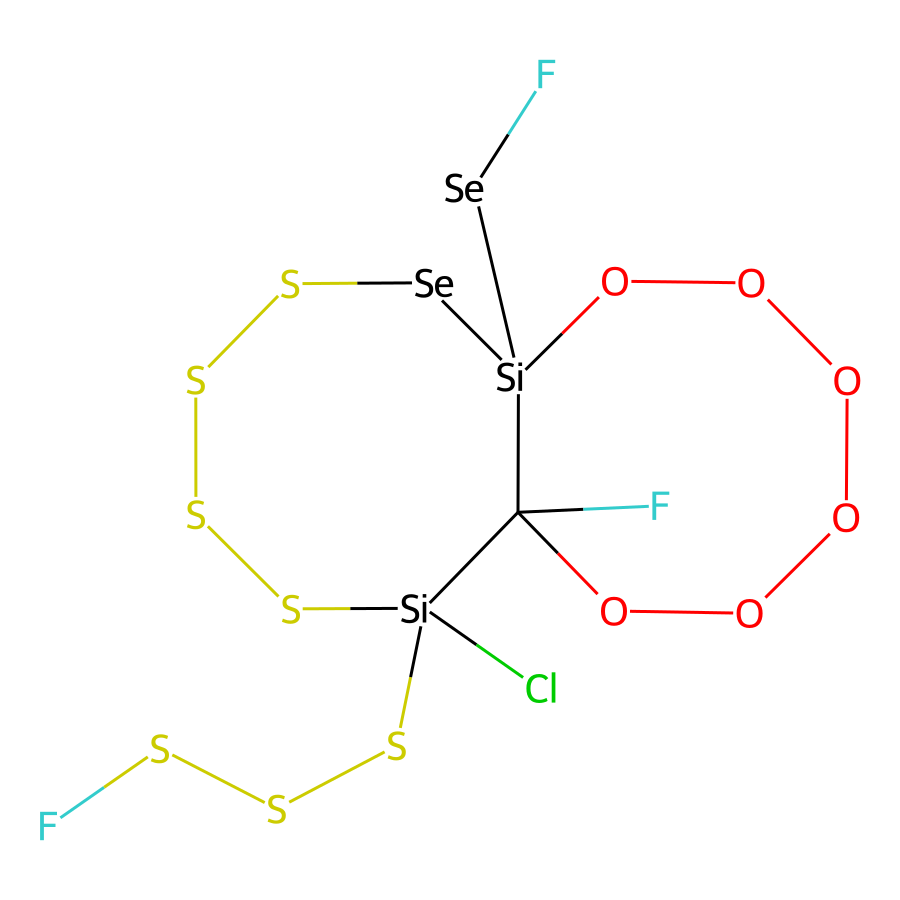 F
Se
S Se O O
S Si O
S F O
S Si O O
Cl
S S
S
F